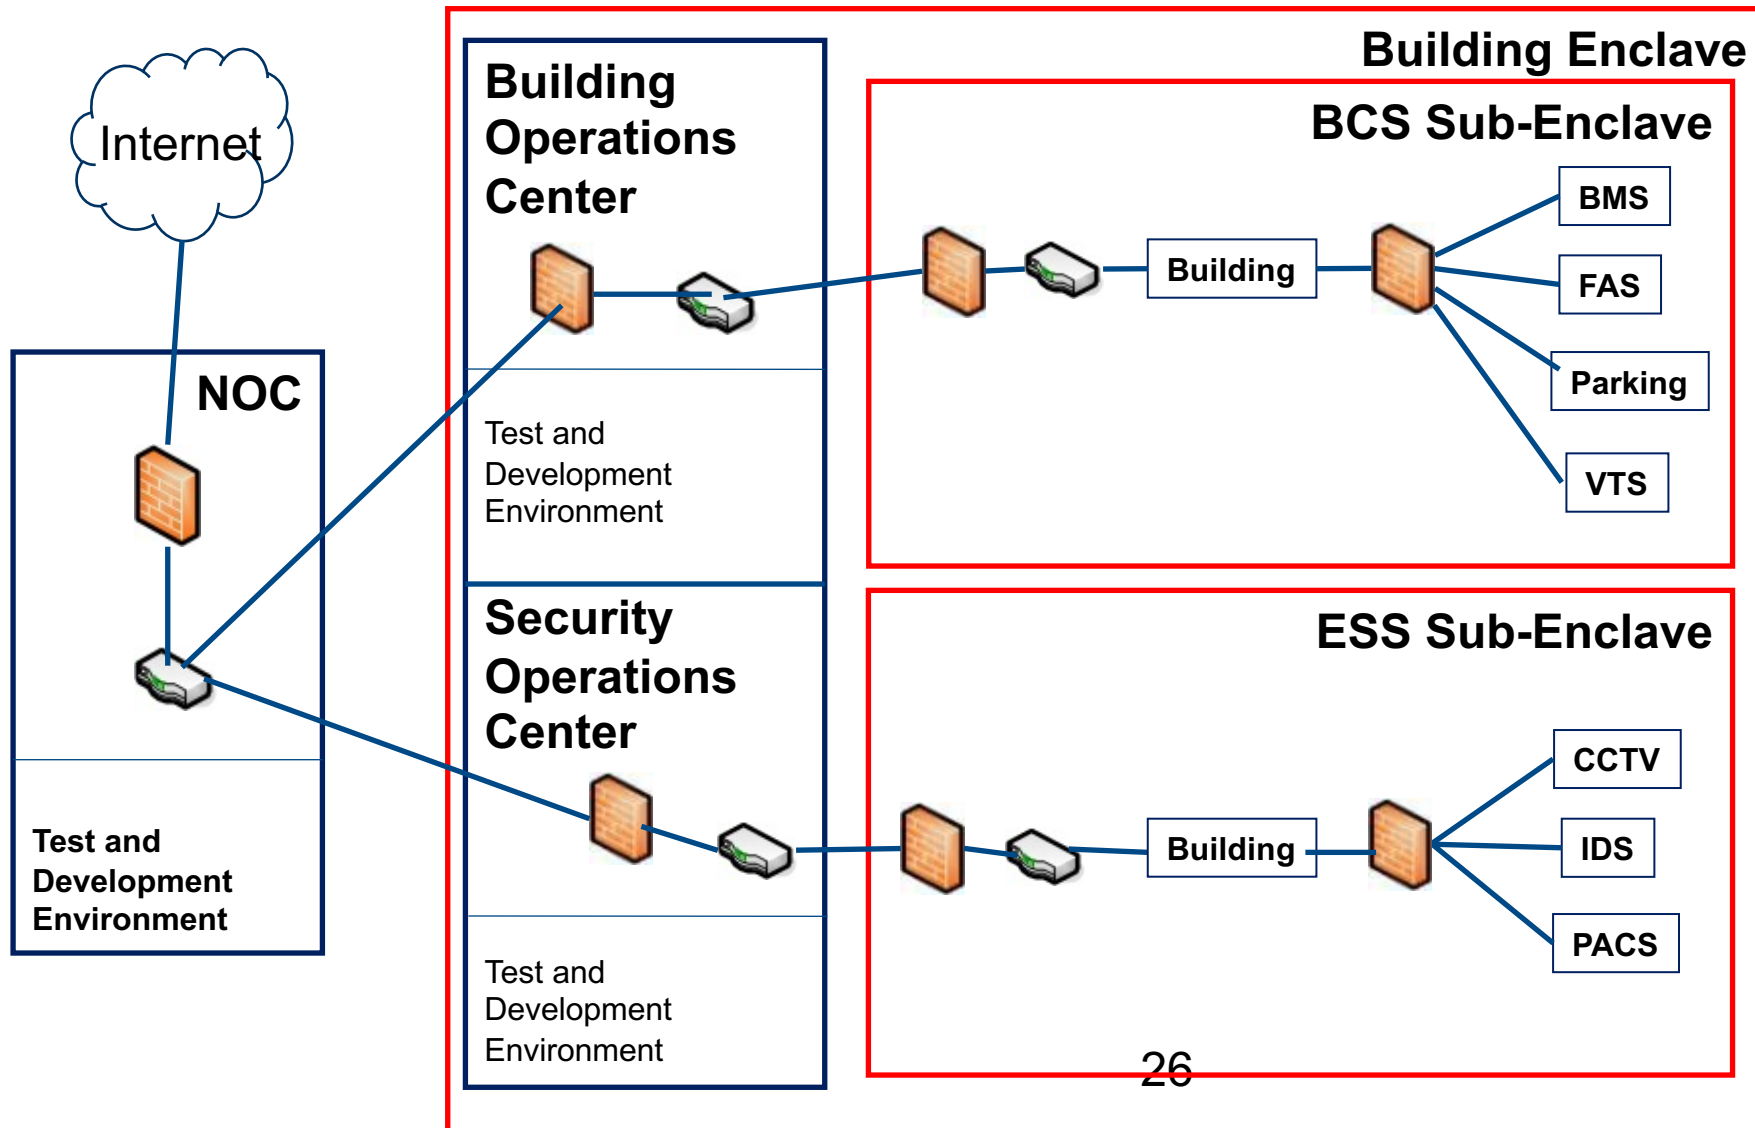 Internet
NOC
Test and
Development
Environment
Building Enclave
Building
Operations
Center
Test and
Development
Environment
Security
Operations
Center
Test and
Development
Environment
BCS Sub-Enclave
Building
BMS
FAS
Parking
VTS
ESS Sub-Enclave
Building
CCTV
IDS
PACS
26